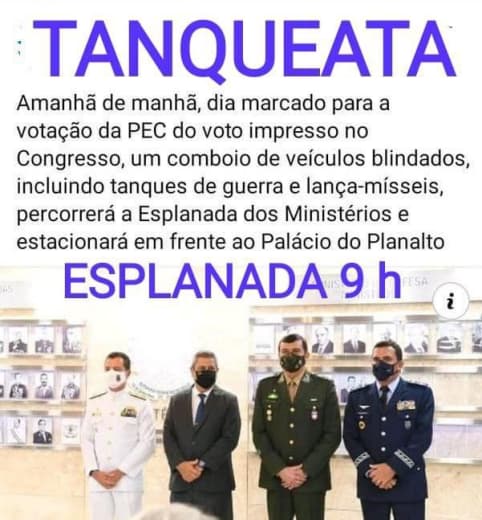 TANQUEATA
Amanhã de manhã, dia marcado para a
votação da PEC do voto impresso no
Congresso, um comboio de veículos blindados,
incluindo tanques de guerra e lança-mísseis,
percorrerá a Esplanada dos Ministérios e
estacionará em frente ao Palácio do Planalto
ESPLANADA 9 h
i